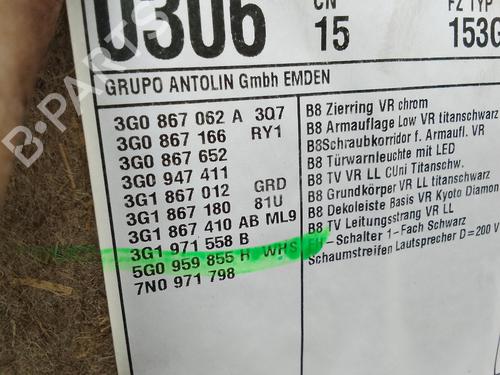 0306
CN
15
FZ TYP
153G
GRUPO ANTOLIN Gmbh EMDEN
3G0 867 062 A 3Q7
3G0 867 166 RY1
3G0 867 652
3G0 947 411
3G1 867 012 GRD
3G1 867 180 81U
3G1 867 410 AB ML9
3G1 971 558 B
5G0 959 855 H WHS
7N0 971 798
B8 Zierring VR chrom
B8 Armauflage Low VR titanschwarz
B8Schraubkorridor f. Armaufl. VR
B8 Türwarnleuchte mit LED
B8 TV VR LL CUni Titanschw.
B8 Grundkörper VR LL titanschwarz
B8 Dekoleiste Basis VR Kyoto Diamon
B8 TV Leitungsstrang VR LL
FH - Schalter 1 - Fach Schwarz
Schaumstreifen Lautsprecher D = 200 V
B-PARTS